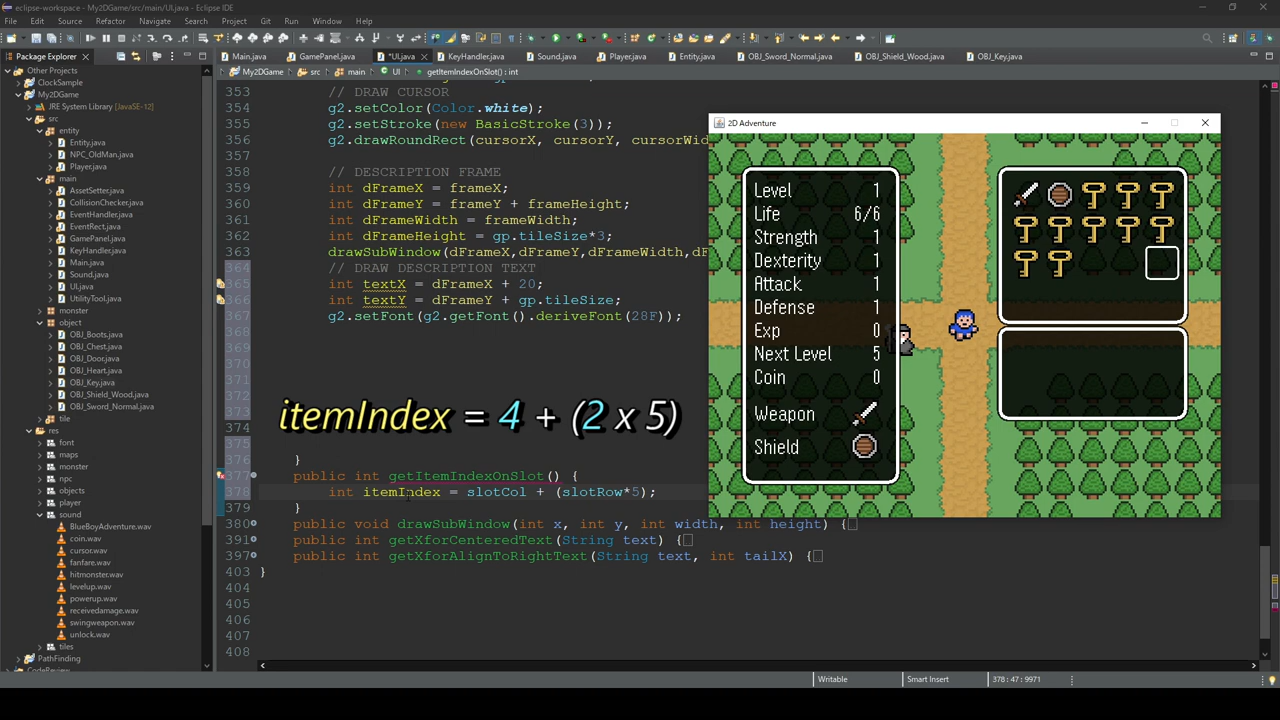 eclipse-workspace - My2DGame/src/main/UI.java - Eclipse IDE
File Edit Source Refactor Navigate Search Project Git Run Window Help
Package Explorer
Main.java GamePanel.java *UI.java KeyHandler.java Sound.java Player.java Entity.java OBJ_Sword_Normal.java OBJ_Shield_Wood.java OBJ_Key.java
My2DGame src main UI getItemIndexOnSlot() : int
Other Projects
ClockSample
My2DGame
JRE System Library [JavaSE-12]
src
entity
Entity.java
NPC_OldMan.java
Player.java
main
AssetSetter.java
CollisionChecker.java
EventHandler.java
EventRect.java
GamePanel.java
KeyHandler.java
Main.java
Sound.java
UI.java
UtilityTool.java
monster
object
OBJ_Boots.java
OBJ_Chest.java
OBJ_Door.java
OBJ_Heart.java
OBJ_Key.java
OBJ_Shield_Wood.java
OBJ_Sword_Normal.java
tile
res
font
maps
monster
npc
objects
player
sound
BlueBoyAdventure.wav
coin.wav
cursor.wav
fanfare.wav
hitmonster.wav
levelup.wav
powerup.wav
receivedamage.wav
swingweapon.wav
unlock.wav
tiles
PathFinding
353 // DRAW CURSOR
354 g2.setColor(Color.white);
355 g2.setStroke(new BasicStroke(3));
356 g2.drawRoundRect(cursorX, cursorY, cursorWid
357
358 // DESCRIPTION FRAME
359 int dFrameX = frameX;
360 int dFrameY = frameY + frameHeight;
361 int dFrameWidth = frameWidth;
362 int dFrameHeight = gp.tileSize*3;
363 drawSubWindow(dFrameX,dFrameY,dFrameWidth,dF
364 // DRAW DESCRIPTION TEXT
365 int textX = dFrameX + 20;
366 int textY = dFrameY + gp.tileSize;
367 g2.setFont(g2.getFont().deriveFont(28F));
368
369
370
371
372
373
374
375
376 }
377 public int getItemIndexOnSlot() {
378 int itemIndex = slotCol + (slotRow*5);
379 }
380 public void drawSubWindow(int x, int y, int width, int height) {
391 public int getXforCenteredText(String text) {
397 public int getXforAlignToRightText(String text, int tailX) {
403 }
404
405
406
407
408
itemIndex = 4 + (2 x 5)
2D Adventure
Level 1
Life 6/6
Strength 1
Dexterity 1
Attack 1
Defense 1
Exp 0
Next Level 5
Coin 0
Weapon
Shield
Writable Smart Insert 378 : 47 : 9971